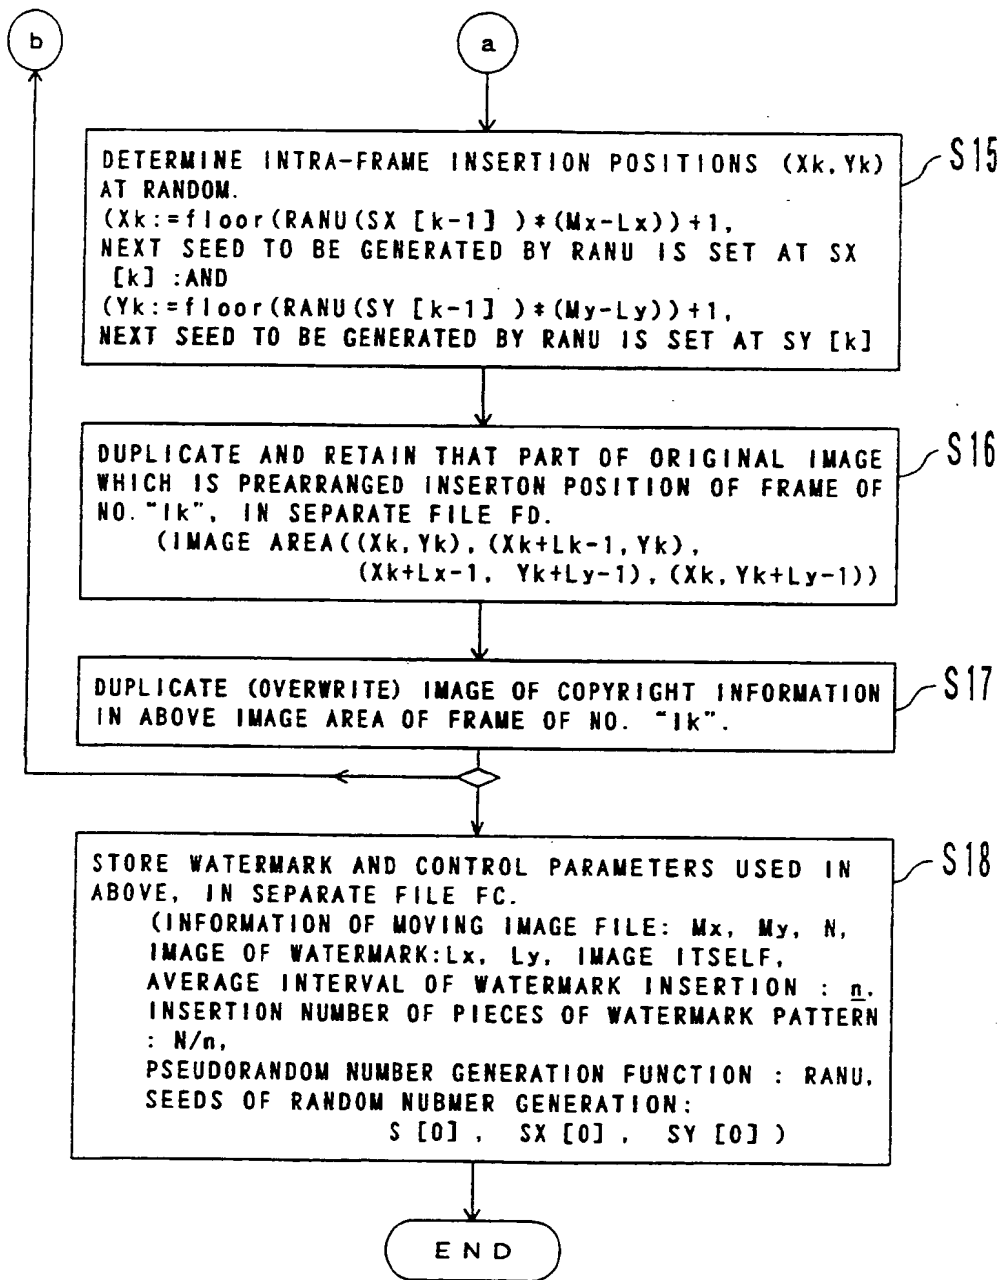 b
a
S15
DETERMINE INTRA-FRAME INSERTION POSITIONS (Xk,Yk)
AT RANDOM.
(Xk:=floor(RANU(SX [k-1] )*(Mx-Lx))+1,
NEXT SEED TO BE GENERATED BY RANU IS SET AT SX
[k] :AND
(Yk:=floor(RANU(SY [k-1] )*(My-Ly))+1,
NEXT SEED TO BE GENERATED BY RANU IS SET AT SY [k]
S16
DUPLICATE AND RETAIN THAT PART OF ORIGINAL IMAGE
WHICH IS PREARRANGED INSERTON POSITION OF FRAME OF
NO."Ik", IN SEPARATE FILE FD.
(IMAGE AREA((Xk,Yk),(Xk+Lk-1,Yk),
(Xk+Lx-1, Yk+Ly-1),(Xk,Yk+Ly-1))
S17
DUPLICATE (OVERWRITE) IMAGE OF COPYRIGHT INFORMATION
IN ABOVE IMAGE AREA OF FRAME OF NO. "Ik".
S18
STORE WATERMARK AND CONTROL PARAMETERS USED IN
ABOVE, IN SEPARATE FILE FC.
(INFORMATION OF MOVING IMAGE FILE: Mx, My, N,
IMAGE OF WATERMARK:Lx, Ly, IMAGE ITSELF,
AVERAGE INTERVAL OF WATERMARK INSERTION : n,
INSERTION NUMBER OF PIECES OF WATERMARK PATTERN
: N/n,
PSEUDORANDOM NUMBER GENERATION FUNCTION : RANU,
SEEDS OF RANDOM NUBMER GENERATION:
S [0] , SX [0] , SY [0] )
END